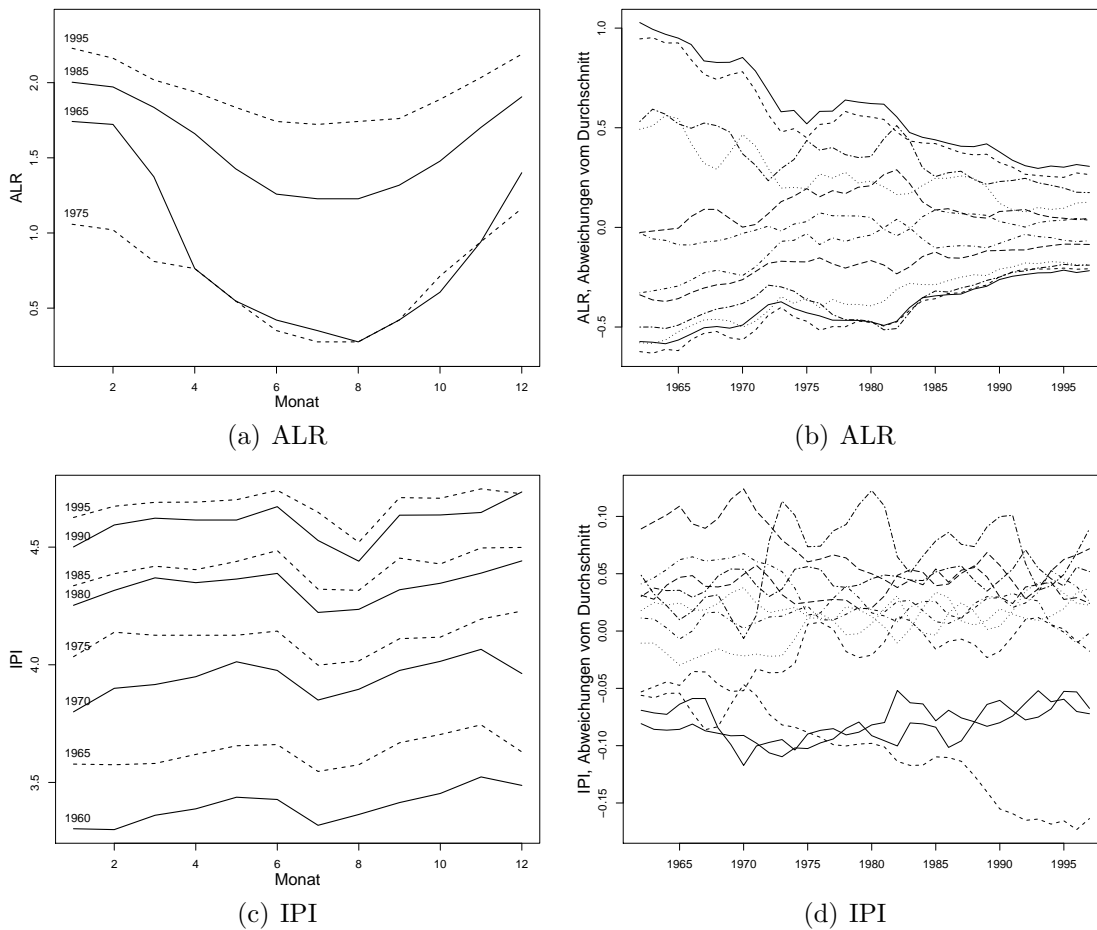 1995
1985
1965
1975
2.0
1.5
1.0
0.5
ALR
2 4 6 8 10 12
Monat
(a) ALR
1.0
0.5
0.0
−0.5
ALR, Abweichungen vom Durchschnitt
1965 1970 1975 1980 1985 1990 1995
(b) ALR
1995
1990
1985
1980
1975
1970
1965
1960
4.5
4.0
3.5
IPI
2 4 6 8 10 12
Monat
(c) IPI
0.10
0.05
0.00
−0.05
−0.10
−0.15
IPI, Abweichungen vom Durchschnitt
1965 1970 1975 1980 1985 1990 1995
(d) IPI